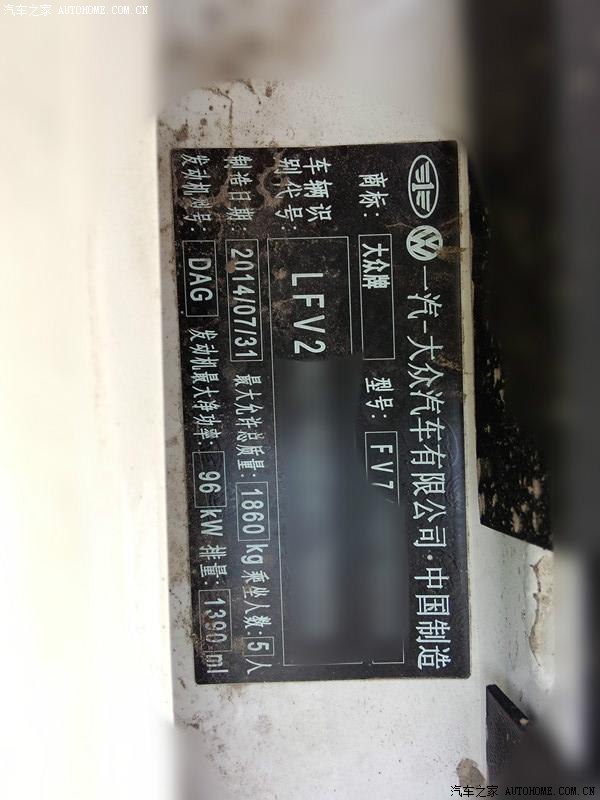 汽车之家 AUTOHOME.COM.CN
一汽-大众汽车有限公司·中国制造
商标: 大众牌 型号: FV7
车辆识别代号: LFV2
制造日期: 2014/07/31 最大允许总质量: 1860 kg 乘坐人数: 5 人
发动机型号: DAG 发动机最大净功率: 96 kW 排量: 1390 ml
汽车之家 AUTOHOME.COM.CN